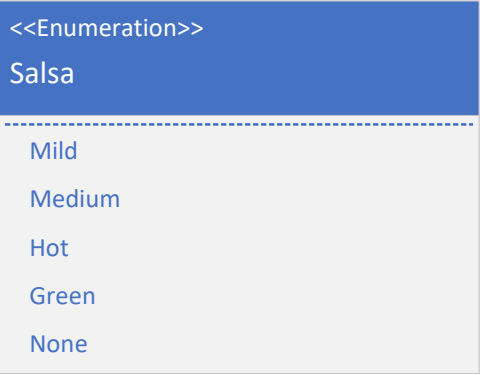 <<Enumeration>>
Salsa
Mild
Medium
Hot
Green
None